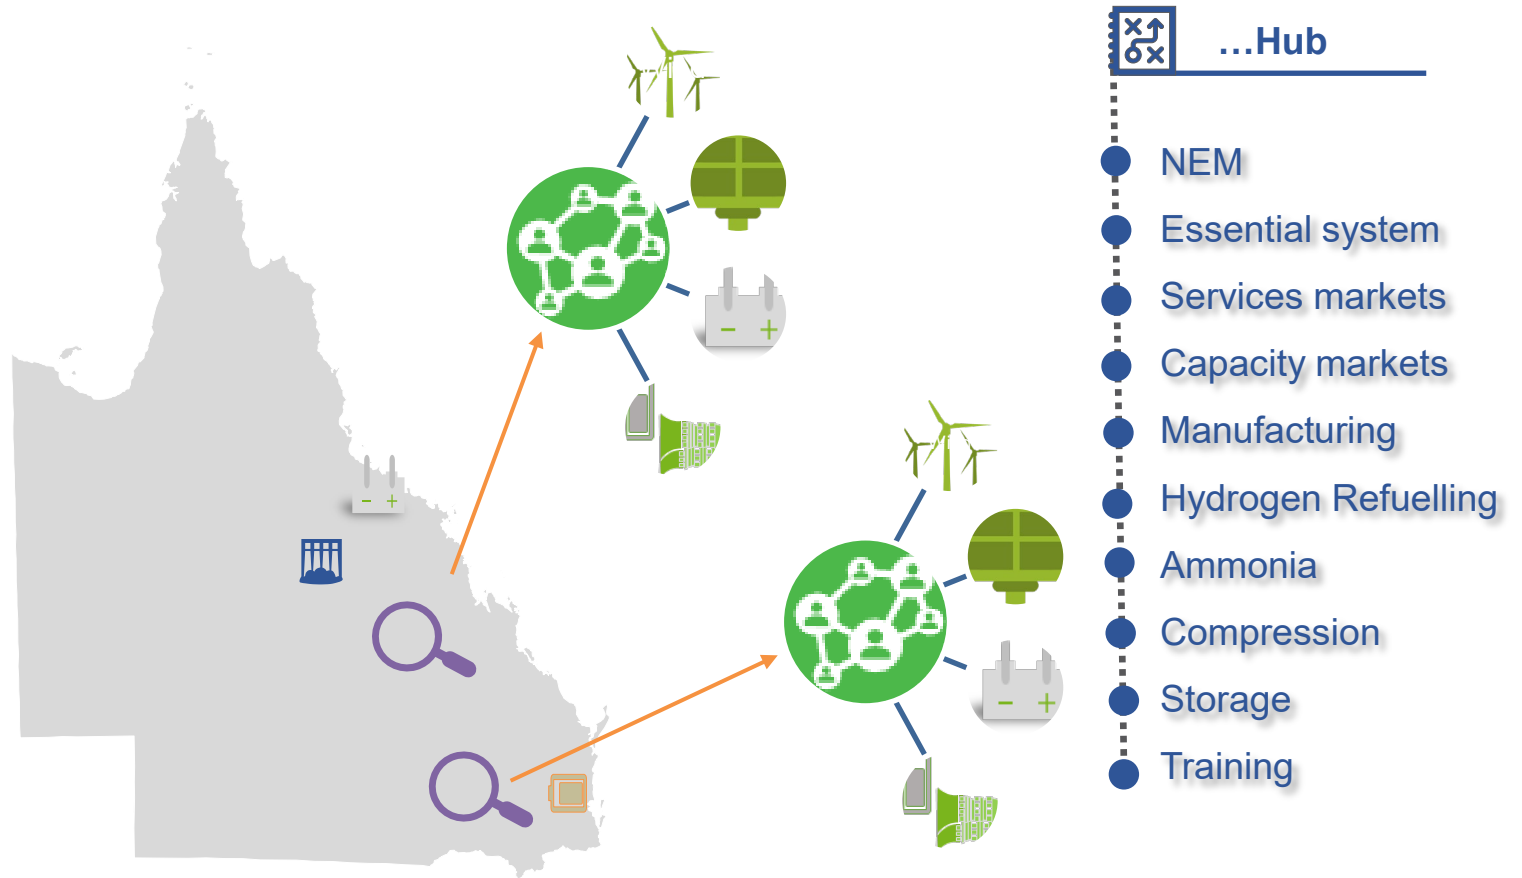 ...Hub
NEM
Essential system
Services markets
Capacity markets
Manufacturing
Hydrogen Refuelling
Ammonia
Compression
Storage
Training